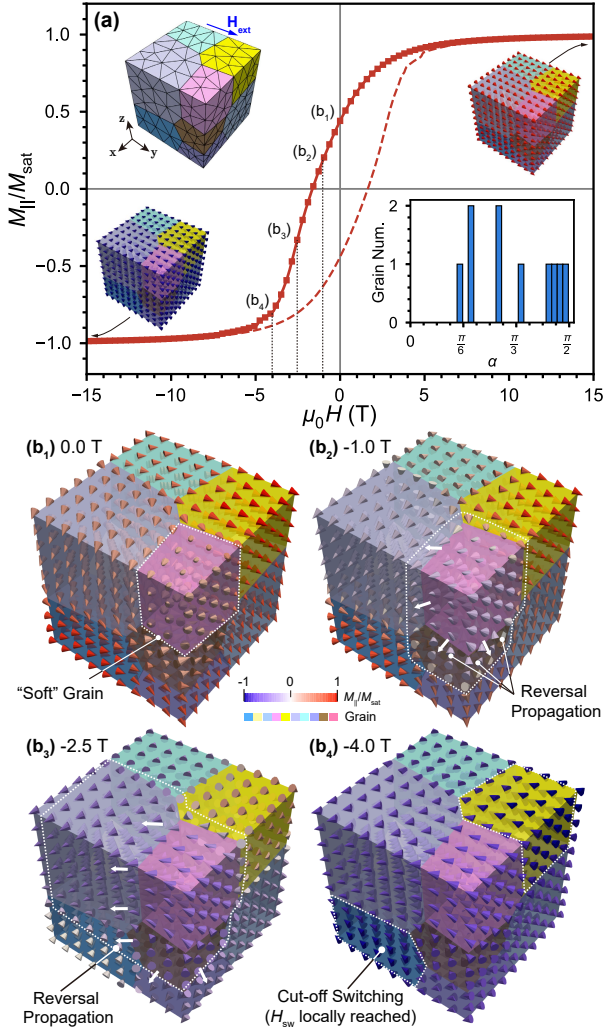 (a)
H_ext
z
x
y
M_||/M_sat
1.0
0.5
0.0
−0.5
−1.0
(b₁)
(b₂)
(b₃)
(b₄)
Grain Num.
2
1
0
0
π/6
π/3
π/2
α
−15
−10
−5
0
5
10
15
μ₀H (T)
(b₁) 0.0 T
(b₂) -1.0 T
"Soft" Grain
-1
0
1
M_||/M_sat
Grain
Reversal
Propagation
(b₃) -2.5 T
(b₄) -4.0 T
Reversal
Propagation
Cut-off Switching
(H_sw locally reached)